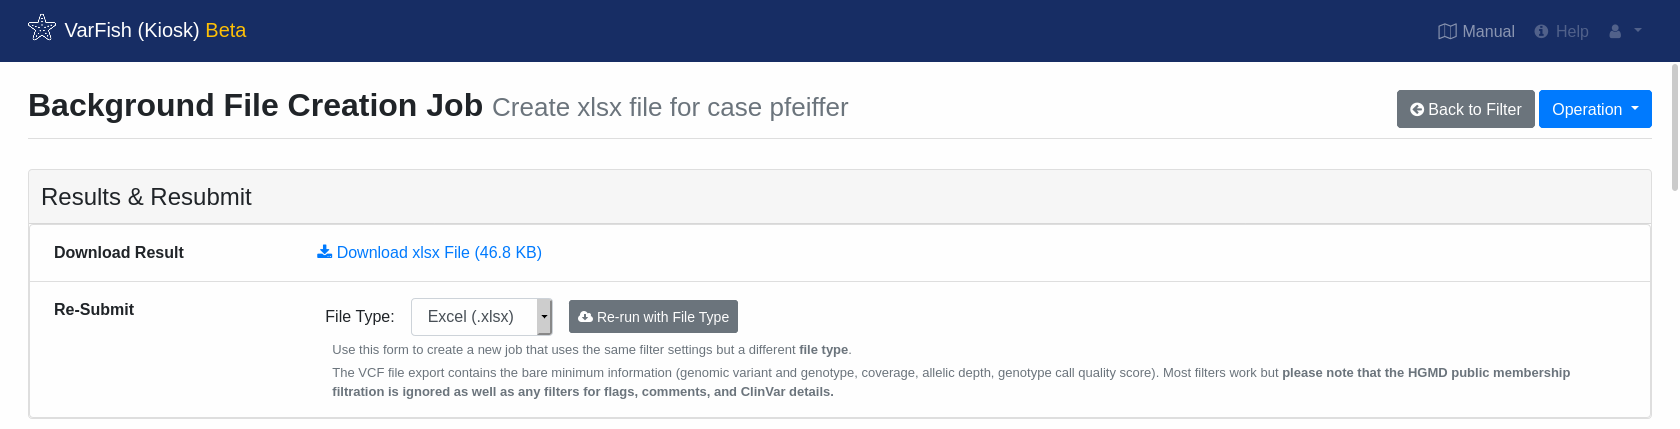 VarFish (Kiosk) Beta
Manual
Help
Background File Creation Job Create xlsx file for case pfeiffer
Back to Filter
Operation
Results & Resubmit
Download Result
Download xlsx File (46.8 KB)
Re-Submit
File Type:
Excel (.xlsx)
Re-run with File Type
Use this form to create a new job that uses the same filter settings but a different file type.
The VCF file export contains the bare minimum information (genomic variant and genotype, coverage, allelic depth, genotype call quality score). Most filters work but please note that the HGMD public membership
filtration is ignored as well as any filters for flags, comments, and ClinVar details.